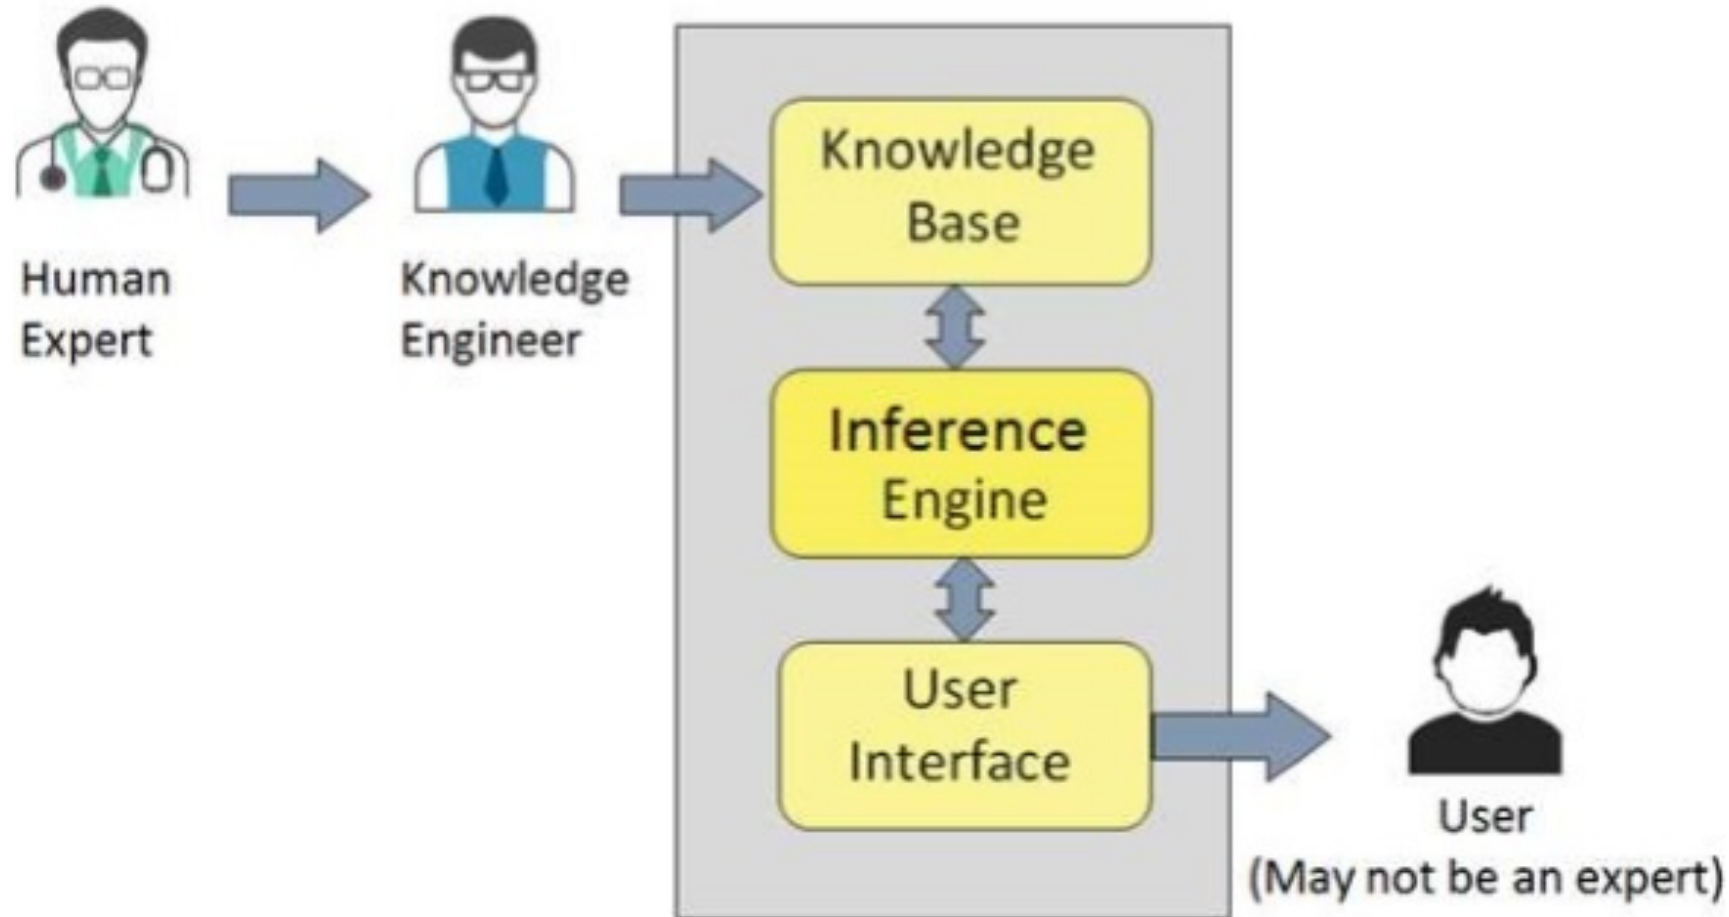 Human
Expert
Knowledge
Engineer
Knowledge
Base
Inference
Engine
User
Interface
User
(May not be an expert)